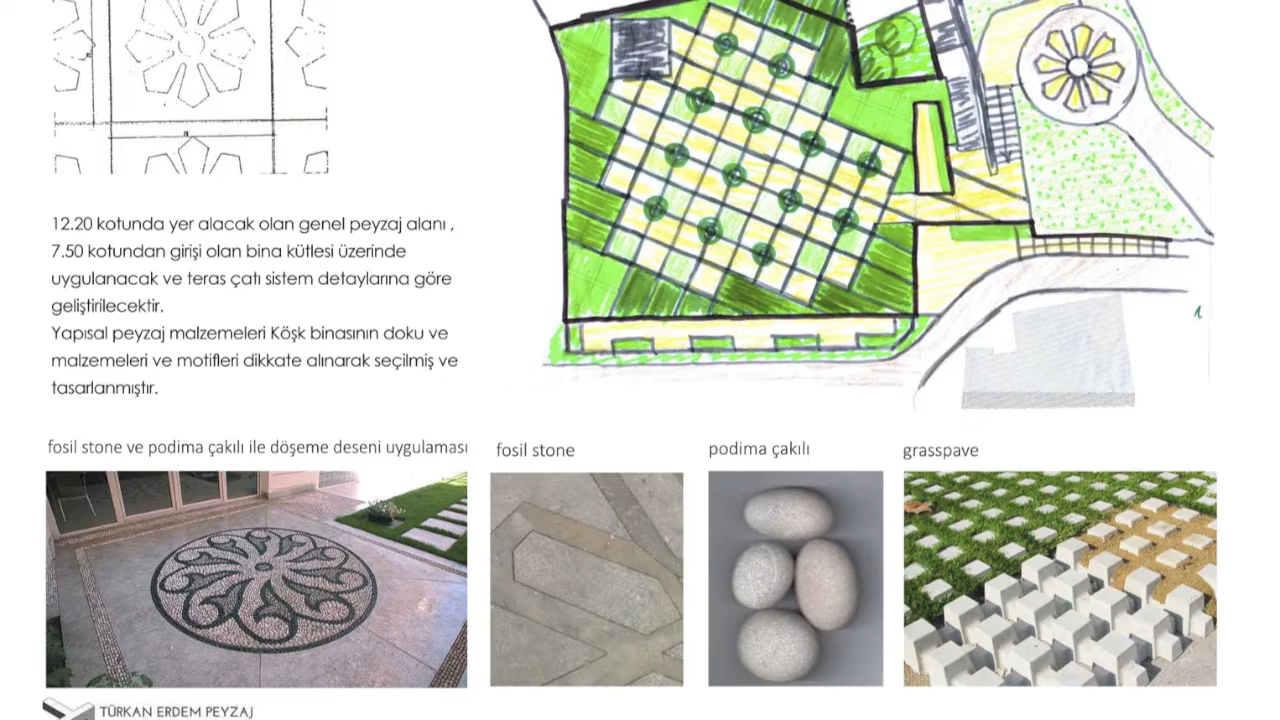 12.20 kotunda yer alacak olan genel peyzaj alanı ,
7.50 kotundan girişi olan bina kütlesi üzerinde
uygulanacak ve teras çatı sistem detaylarına göre
geliştirilecektir.
Yapısal peyzaj malzemeleri Köşk binasının doku ve
malzemeleri ve motifleri dikkate alınarak seçilmiş ve
tasarlanmıştır.
fosil stone ve podima çakılı ile döşeme deseni uygulaması
fosil stone
podima çakılı
grasspave
TÜRKAN ERDEM PEYZAJ